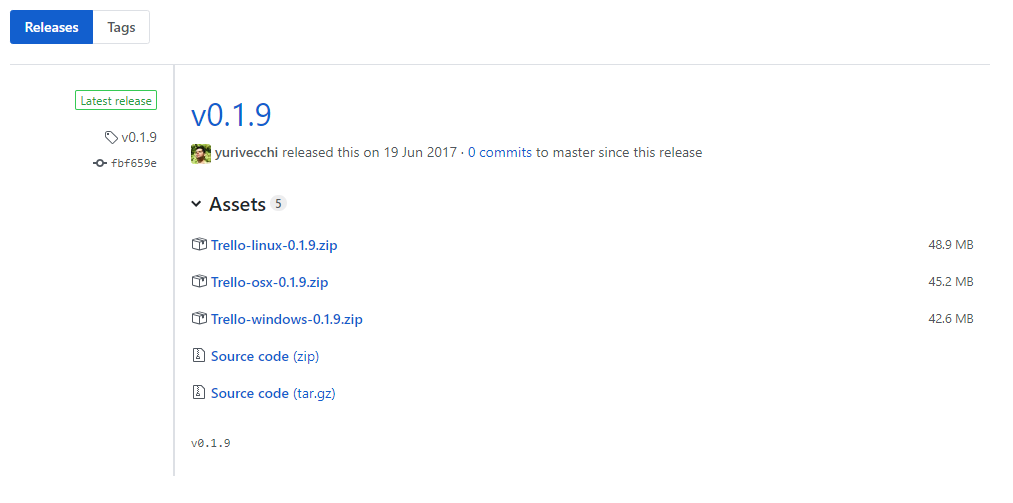 Releases Tags
Latest release
v0.1.9
fbf659e
v0.1.9
yurivecchi released this on 19 Jun 2017 · 0 commits to master since this release
Assets 5
Trello-linux-0.1.9.zip 48.9 MB
Trello-osx-0.1.9.zip 45.2 MB
Trello-windows-0.1.9.zip 42.6 MB
Source code (zip)
Source code (tar.gz)
v0.1.9